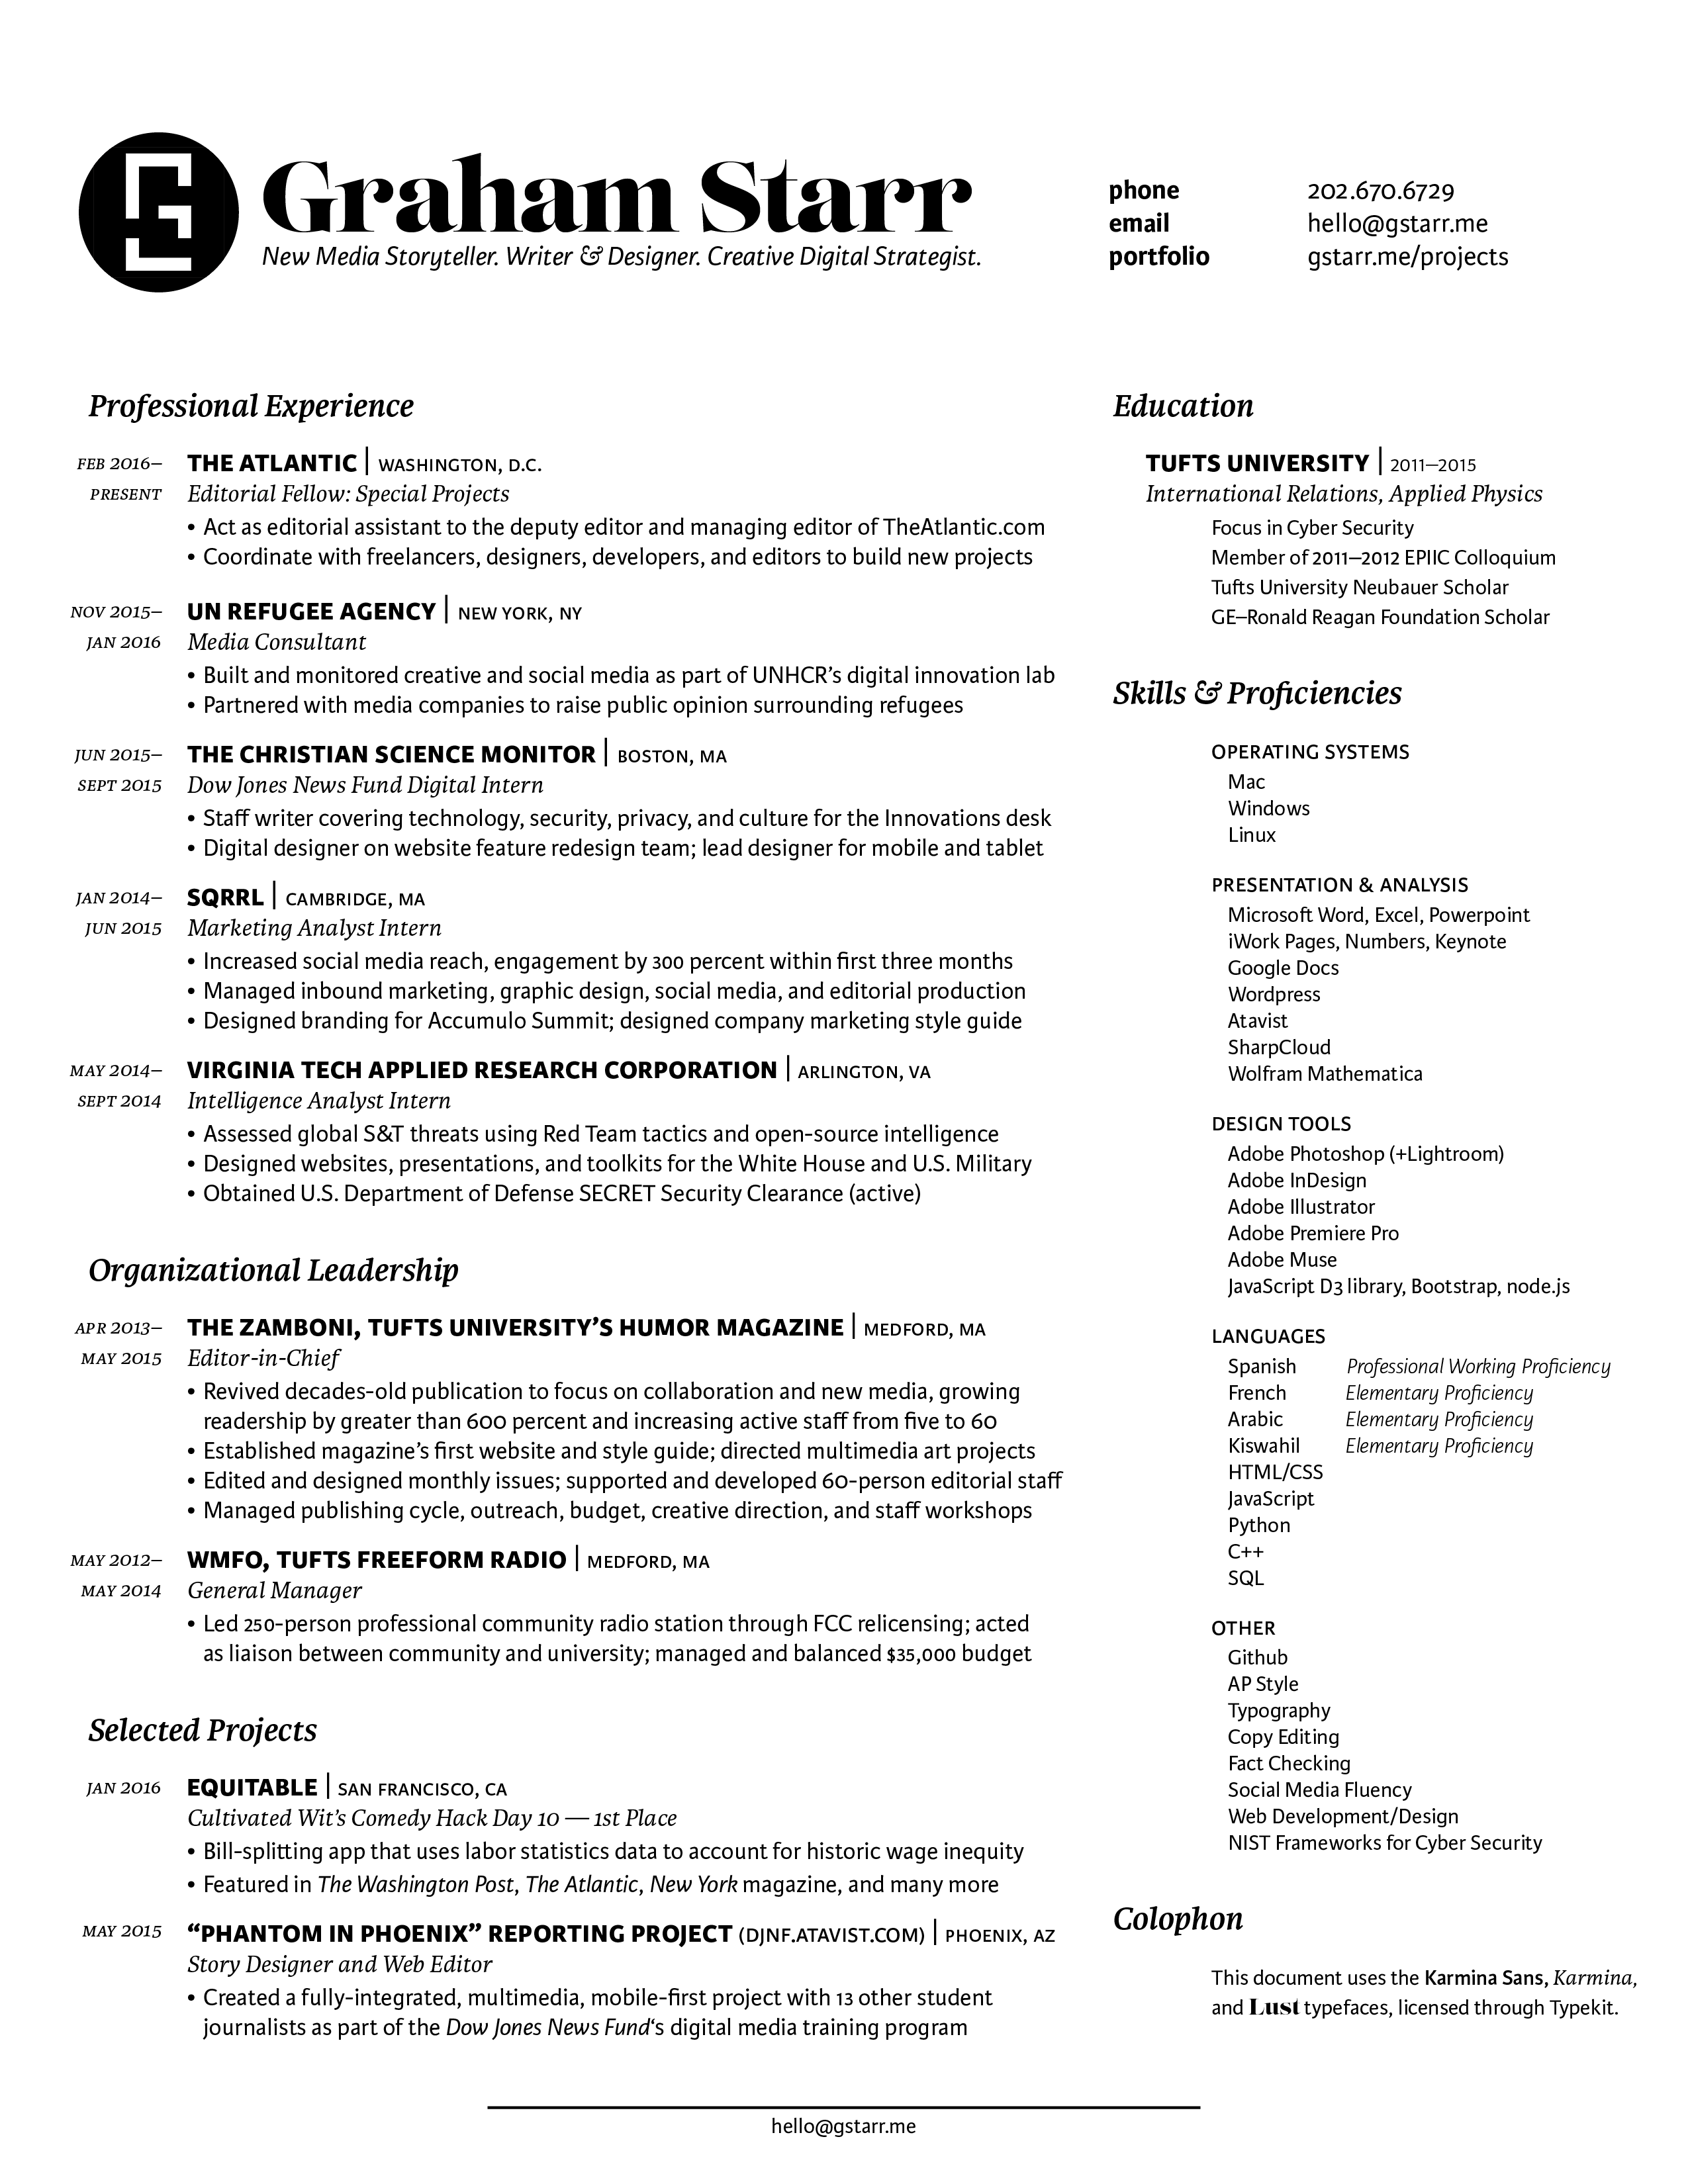 Graham Starr
New Media Storyteller. Writer & Designer. Creative Digital Strategist.
phone 202.670.6729
email hello@gstarr.me
portfolio gstarr.me/projects
Professional Experience
FEB 2016–
PRESENT
THE ATLANTIC | WASHINGTON, D.C.
Editorial Fellow: Special Projects
• Act as editorial assistant to the deputy editor and managing editor of TheAtlantic.com
• Coordinate with freelancers, designers, developers, and editors to build new projects
NOV 2015–
JAN 2016
UN REFUGEE AGENCY | NEW YORK, NY
Media Consultant
• Built and monitored creative and social media as part of UNHCR’s digital innovation lab
• Partnered with media companies to raise public opinion surrounding refugees
JUN 2015–
SEPT 2015
THE CHRISTIAN SCIENCE MONITOR | BOSTON, MA
Dow Jones News Fund Digital Intern
• Staff writer covering technology, security, privacy, and culture for the Innovations desk
• Digital designer on website feature redesign team; lead designer for mobile and tablet
JAN 2014–
JUN 2015
SQRRL | CAMBRIDGE, MA
Marketing Analyst Intern
• Increased social media reach, engagement by 300 percent within first three months
• Managed inbound marketing, graphic design, social media, and editorial production
• Designed branding for Accumulo Summit; designed company marketing style guide
MAY 2014–
SEPT 2014
VIRGINIA TECH APPLIED RESEARCH CORPORATION | ARLINGTON, VA
Intelligence Analyst Intern
• Assessed global S&T threats using Red Team tactics and open-source intelligence
• Designed websites, presentations, and toolkits for the White House and U.S. Military
• Obtained U.S. Department of Defense SECRET Security Clearance (active)
Organizational Leadership
APR 2013–
MAY 2015
THE ZAMBONI, TUFTS UNIVERSITY’S HUMOR MAGAZINE | MEDFORD, MA
Editor-in-Chief
• Revived decades-old publication to focus on collaboration and new media, growing
readership by greater than 600 percent and increasing active staff from five to 60
• Established magazine’s first website and style guide; directed multimedia art projects
• Edited and designed monthly issues; supported and developed 60-person editorial staff
• Managed publishing cycle, outreach, budget, creative direction, and staff workshops
MAY 2012–
MAY 2014
WMFO, TUFTS FREEFORM RADIO | MEDFORD, MA
General Manager
• Led 250-person professional community radio station through FCC relicensing; acted
as liaison between community and university; managed and balanced $35,000 budget
Selected Projects
JAN 2016
EQUITABLE | SAN FRANCISCO, CA
Cultivated Wit’s Comedy Hack Day 10 — 1st Place
• Bill-splitting app that uses labor statistics data to account for historic wage inequity
• Featured in The Washington Post, The Atlantic, New York magazine, and many more
MAY 2015
“PHANTOM IN PHOENIX” REPORTING PROJECT (DJNF.ATAVIST.COM) | PHOENIX, AZ
Story Designer and Web Editor
• Created a fully-integrated, multimedia, mobile-first project with 13 other student
journalists as part of the Dow Jones News Fund‘s digital media training program
Education
TUFTS UNIVERSITY | 2011–2015
International Relations, Applied Physics
Focus in Cyber Security
Member of 2011–2012 EPIIC Colloquium
Tufts University Neubauer Scholar
GE–Ronald Reagan Foundation Scholar
Skills & Proficiencies
OPERATING SYSTEMS
Mac
Windows
Linux
PRESENTATION & ANALYSIS
Microsoft Word, Excel, Powerpoint
iWork Pages, Numbers, Keynote
Google Docs
Wordpress
Atavist
SharpCloud
Wolfram Mathematica
DESIGN TOOLS
Adobe Photoshop (+Lightroom)
Adobe InDesign
Adobe Illustrator
Adobe Premiere Pro
Adobe Muse
JavaScript D3 library, Bootstrap, node.js
LANGUAGES
Spanish Professional Working Proficiency
French Elementary Proficiency
Arabic Elementary Proficiency
Kiswahil Elementary Proficiency
HTML/CSS
JavaScript
Python
C++
SQL
OTHER
Github
AP Style
Typography
Copy Editing
Fact Checking
Social Media Fluency
Web Development/Design
NIST Frameworks for Cyber Security
Colophon
This document uses the Karmina Sans, Karmina,
and Lust typefaces, licensed through Typekit.
hello@gstarr.me